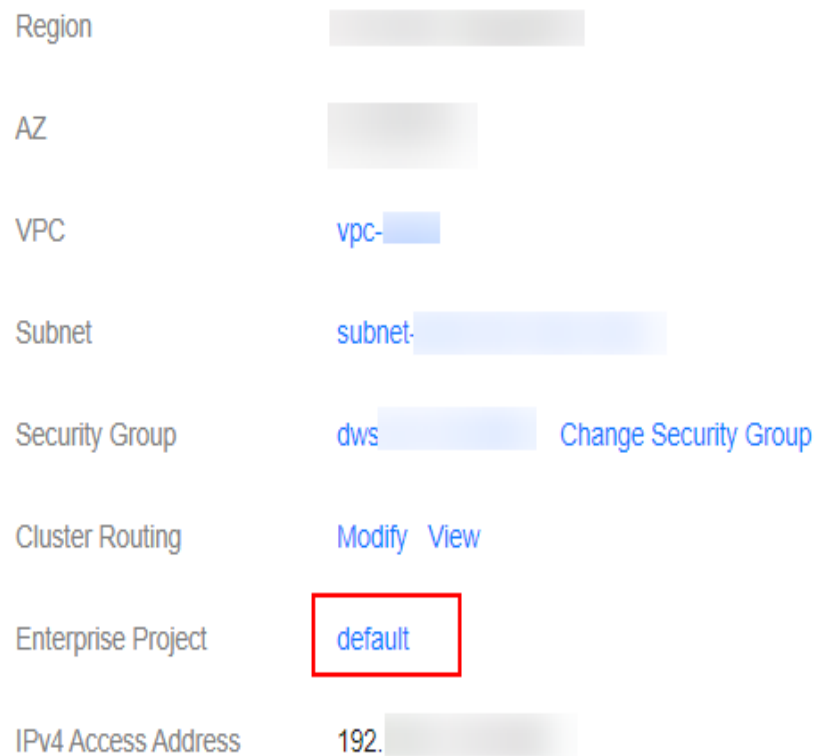 Region
AZ
VPC vpc-
Subnet subnet-
Security Group dws Change Security Group
Cluster Routing Modify View
Enterprise Project default
IPv4 Access Address 192.